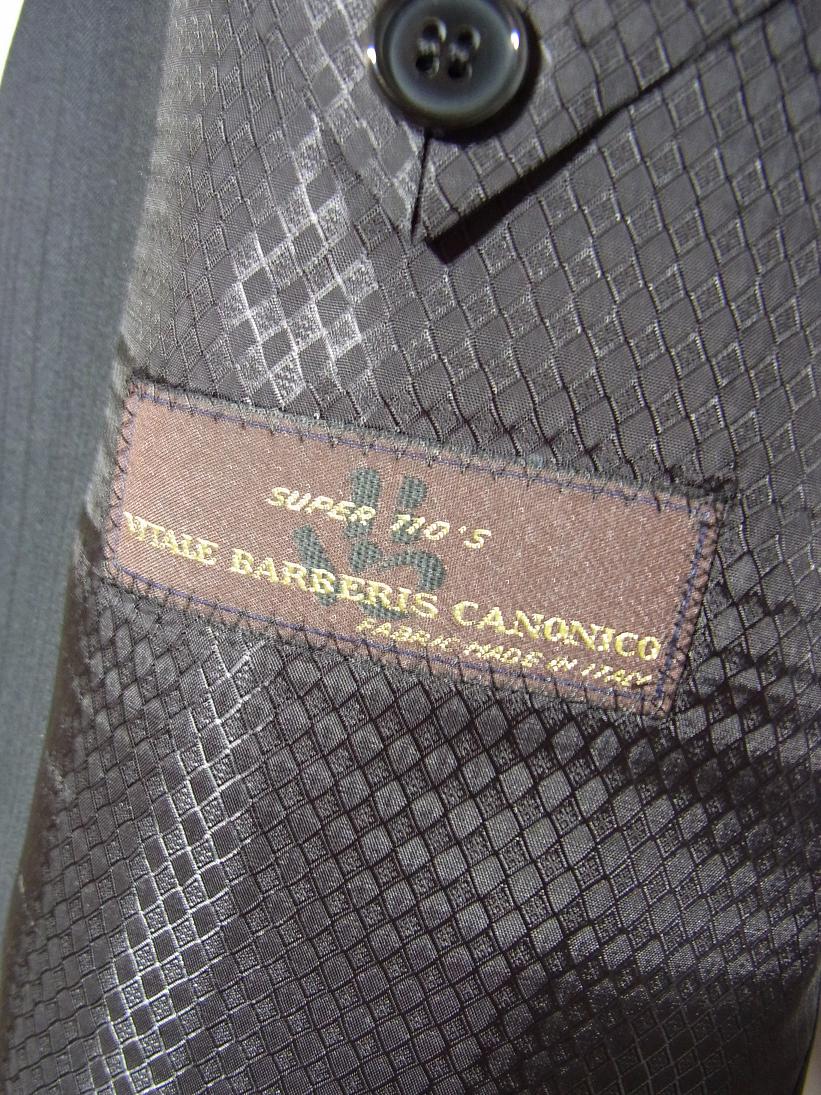 SUPER 110'S
VITALE BARBERIS CANONICO
FABRIC MADE IN ITALY